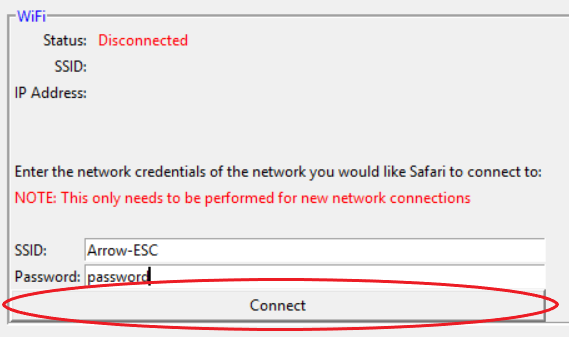 WiFi
Status: Disconnected
SSID:
IP Address:
Enter the network credentials of the network you would like Safari to connect to:
NOTE: This only needs to be performed for new network connections
SSID: Arrow-ESC
Password: password
Connect